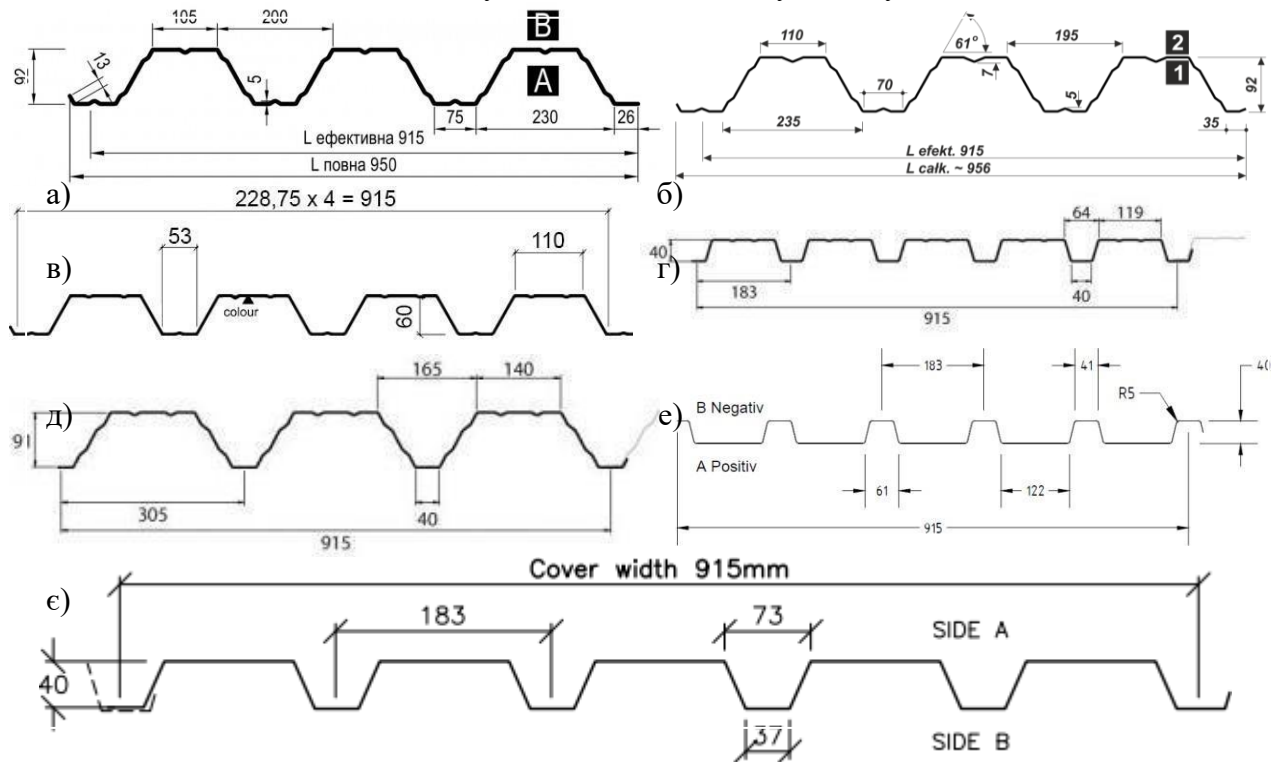 105
200
B
13
92
5
A
75
230
26
L ефективна 915
L повна 950
а)
110
61°
195
2
1
7
70
5
92
235
35
L efekt. 915
L całk. ~ 956
б)
228,75 x 4 = 915
53
110
в)
colour
60
64
119
40
г)
183
40
915
165
140
д)
91
305
40
915
183
41
40
е)
B Negativ
R5
A Positiv
61
122
915
Cover width 915mm
є)
183
73
SIDE A
40
37
SIDE B